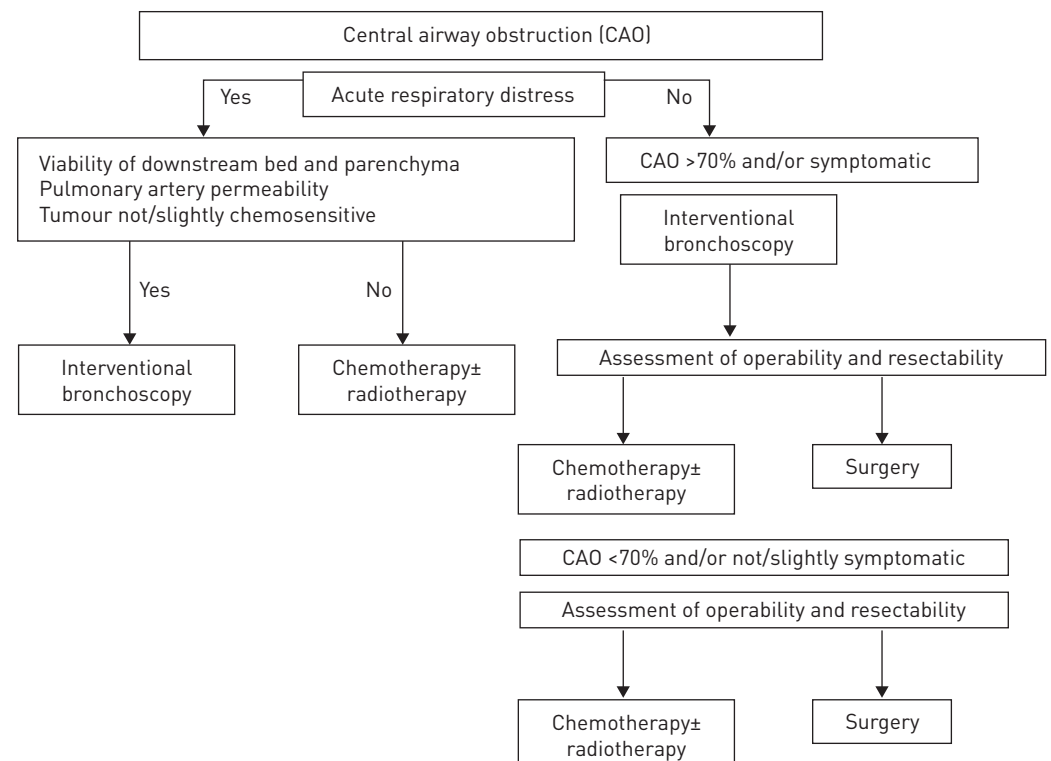 Central airway obstruction (CAO)
Acute respiratory distress
Yes
No
Viability of downstream bed and parenchyma
Pulmonary artery permeability
Tumour not/slightly chemosensitive
CAO >70% and/or symptomatic
Interventional
bronchoscopy
Yes
No
Interventional
bronchoscopy
Chemotherapy±
radiotherapy
Assessment of operability and resectability
Chemotherapy±
radiotherapy
Surgery
CAO <70% and/or not/slightly symptomatic
Assessment of operability and resectability
Chemotherapy±
radiotherapy
Surgery